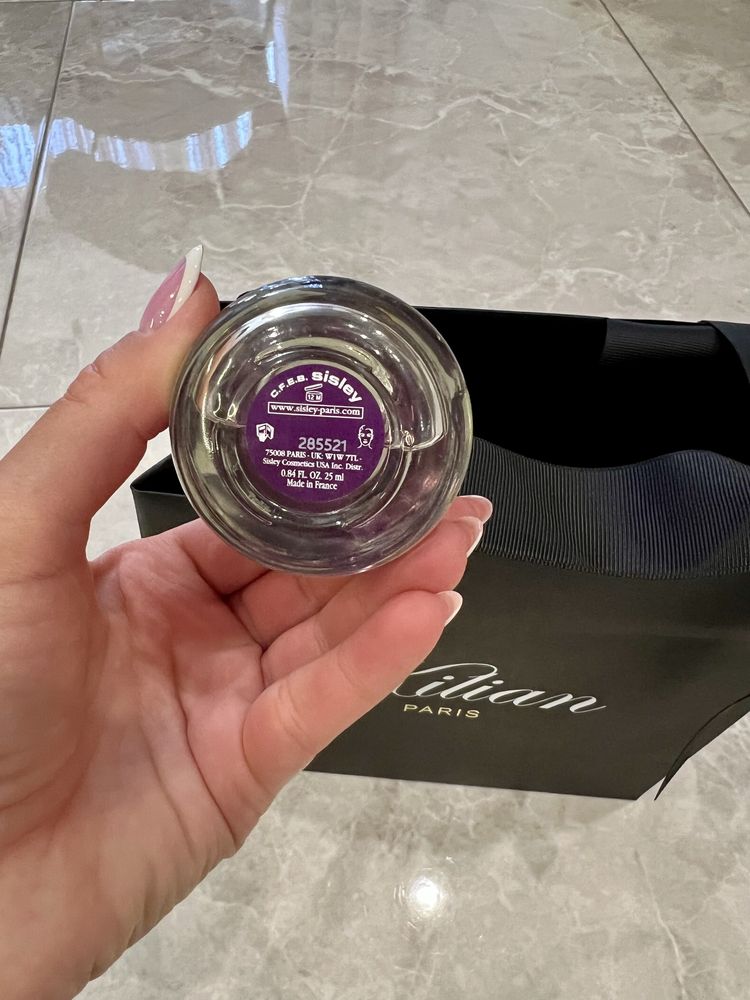 C.F.E.B. sisley
12 M
www.sisley-paris.com
285521
75008 PARIS - UK: W1W 7TL -
Sisley Cosmetics USA Inc. Distr.
0.84 FL. OZ. 25 ml
Made in France
Kilian
PARIS